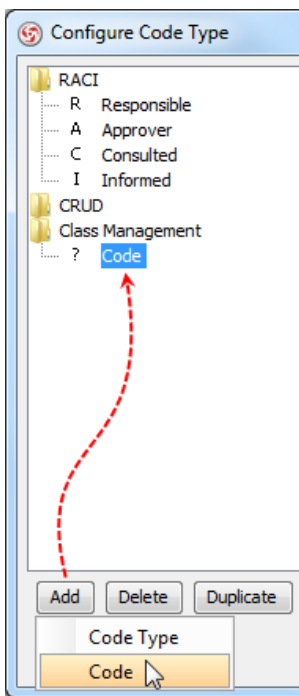 Configure Code Type
RACI
R Responsible
A Approver
C Consulted
I Informed
CRUD
Class Management
? Code
Add Delete Duplicate
Code Type
Code